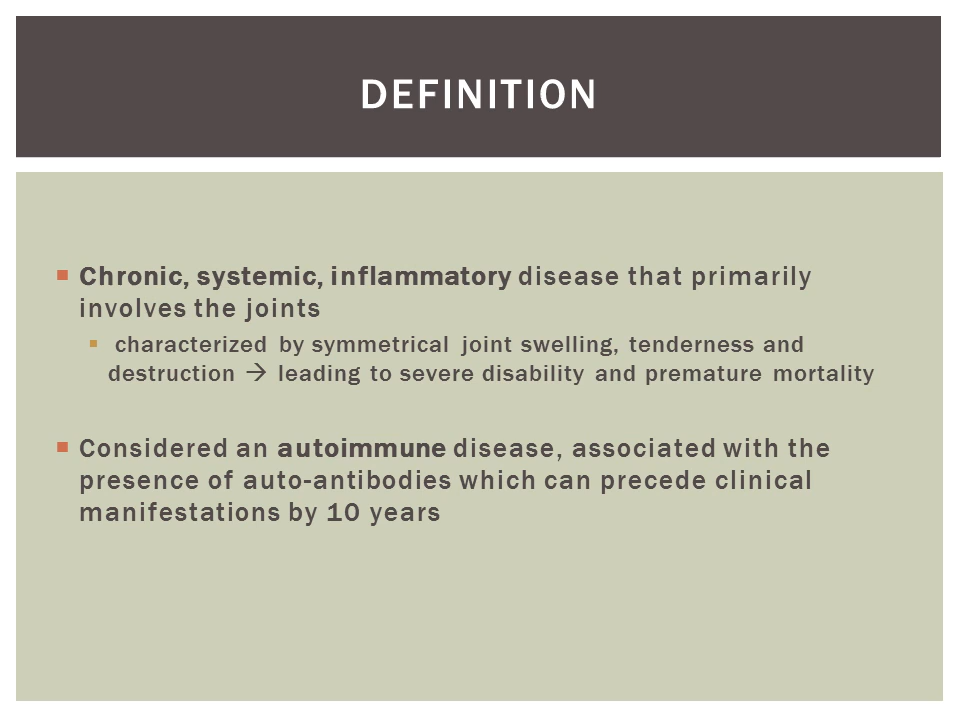 DEFINITION
Chronic, systemic, inflammatory disease that primarily
involves the joints
characterized by symmetrical joint swelling, tenderness and
destruction → leading to severe disability and premature mortality
Considered an autoimmune disease, associated with the
presence of auto-antibodies which can precede clinical
manifestations by 10 years